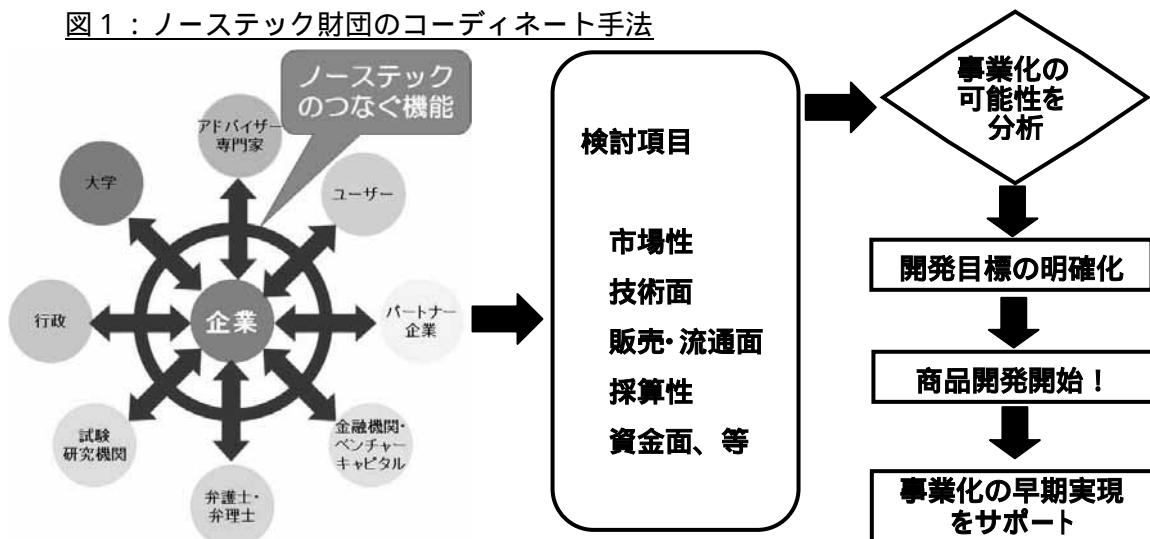 図1:ノーステック財団のコーディネート手法
ノーステック
のつなぐ機能
アドバイザー
専門家
大学
ユーザー
行政
企業
パートナー
企業
試験
研究機関
金融機関・
ベンチャー
キャピタル
弁護士・
弁理士
検討項目
市場性
技術面
販売・流通面
採算性
資金面、等
事業化の
可能性を
分析
開発目標の明確化
商品開発開始!
事業化の早期実現
をサポート